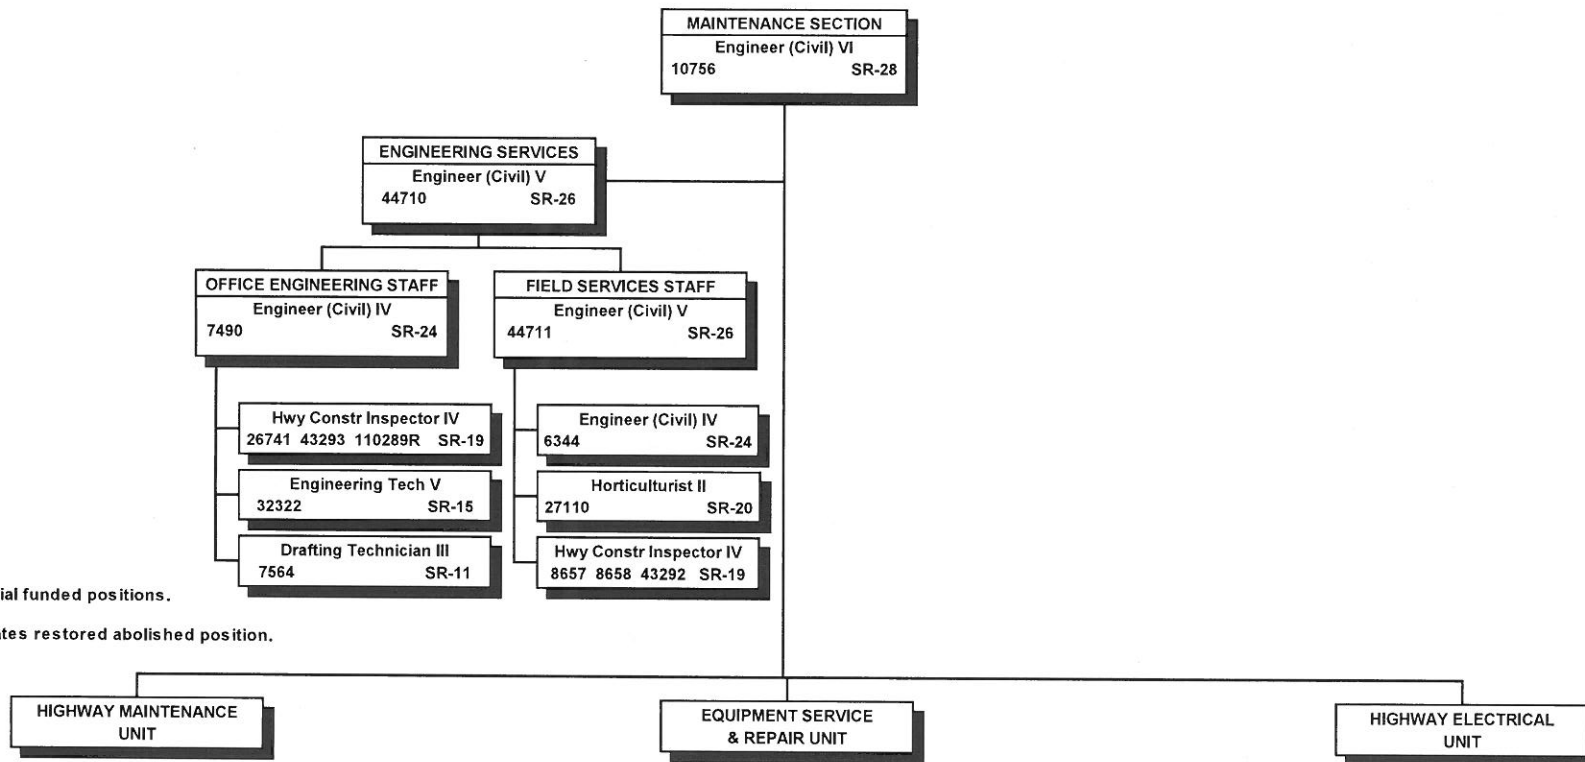 MAINTENANCE SECTION
Engineer (Civil) VI
10756 SR-28
ENGINEERING SERVICES
Engineer (Civil) V
44710 SR-26
OFFICE ENGINEERING STAFF
Engineer (Civil) IV
7490 SR-24
FIELD SERVICES STAFF
Engineer (Civil) V
44711 SR-26
Hwy Constr Inspector IV
26741 43293 110289R SR-19
Engineering Tech V
32322 SR-15
Drafting Technician III
7564 SR-11
Engineer (Civil) IV
6344 SR-24
Horticulturist II
27110 SR-20
Hwy Constr Inspector IV
8657 8658 43292 SR-19
funded positions.
restored abolished position.
HIGHWAY MAINTENANCE
UNIT
EQUIPMENT SERVICE
& REPAIR UNIT
HIGHWAY ELECTRICAL
UNIT